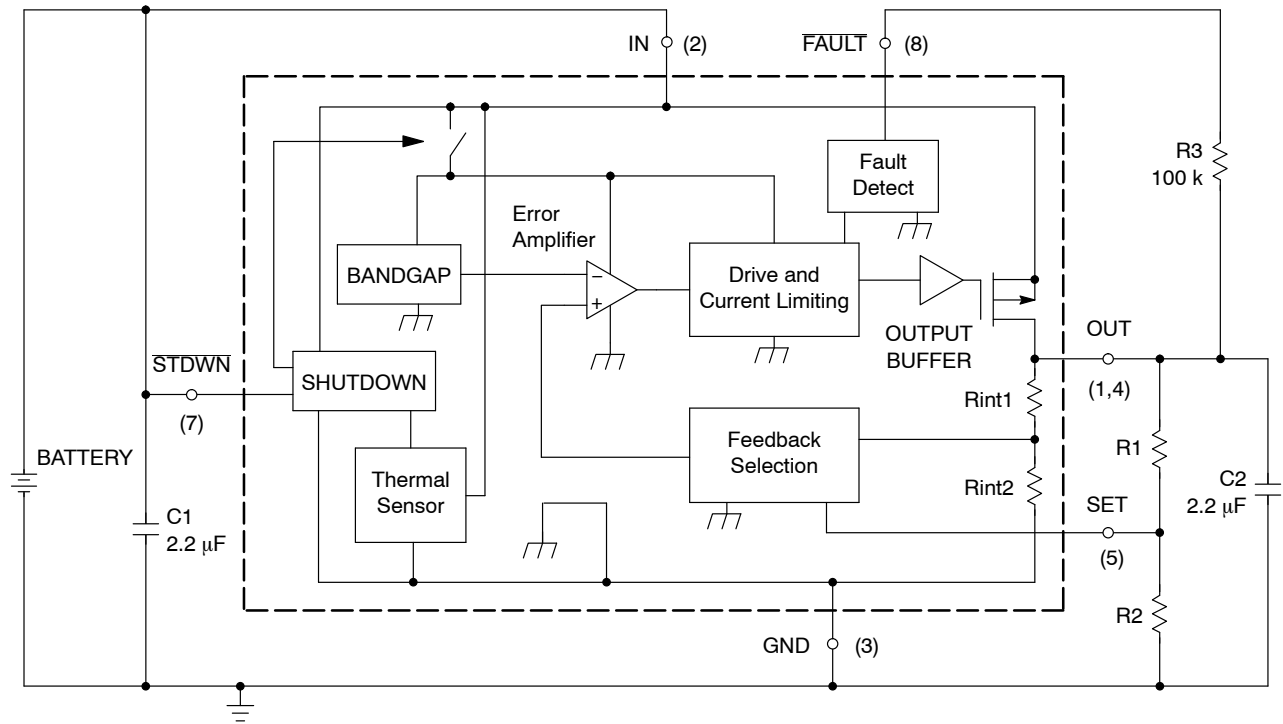 IN (2) FAULT (8)
R3
100 k
Fault
Detect
Error
Amplifier
BANDGAP
− 
+
Drive and
Current Limiting
OUTPUT
BUFFER
OUT
(1,4)
STDWN
(7)
SHUTDOWN
Rint1
Feedback
Selection
R1
BATTERY
Thermal
Sensor
Rint2
C2
2.2 μF
SET
(5)
C1
2.2 μF
R2
GND (3)